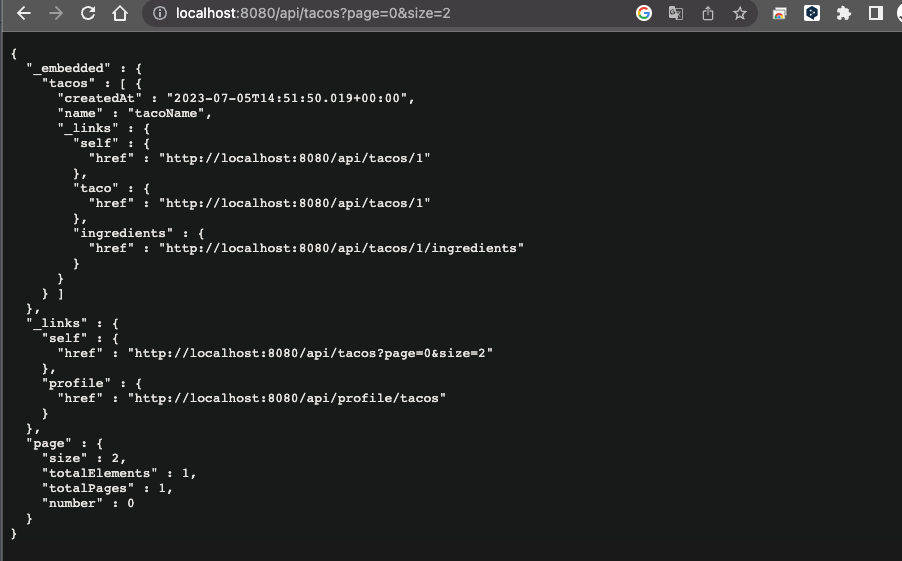 localhost:8080/api/tacos?page=0&size=2
{
  "_embedded" : {
    "tacos" : [ {
      "createdAt" : "2023-07-05T14:51:50.019+00:00",
      "name" : "tacoName",
      "_links" : {
        "self" : {
          "href" : "http://localhost:8080/api/tacos/1"
        },
        "taco" : {
          "href" : "http://localhost:8080/api/tacos/1"
        },
        "ingredients" : {
          "href" : "http://localhost:8080/api/tacos/1/ingredients"
        }
      }
    } ]
  },
  "_links" : {
    "self" : {
      "href" : "http://localhost:8080/api/tacos?page=0&size=2"
    },
    "profile" : {
      "href" : "http://localhost:8080/api/profile/tacos"
    }
  },
  "page" : {
    "size" : 2,
    "totalElements" : 1,
    "totalPages" : 1,
    "number" : 0
  }
}